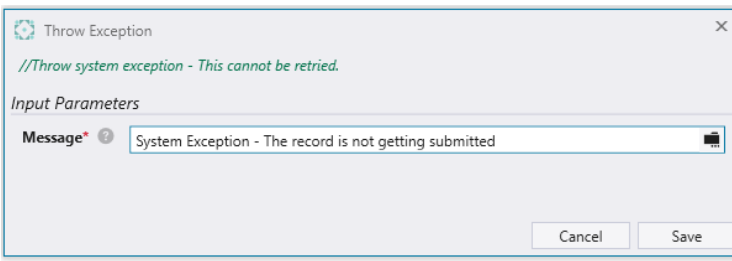 Throw Exception
//Throw system exception - This cannot be retried.
Input Parameters
Message* ?
System Exception - The record is not getting submitted
Cancel Save